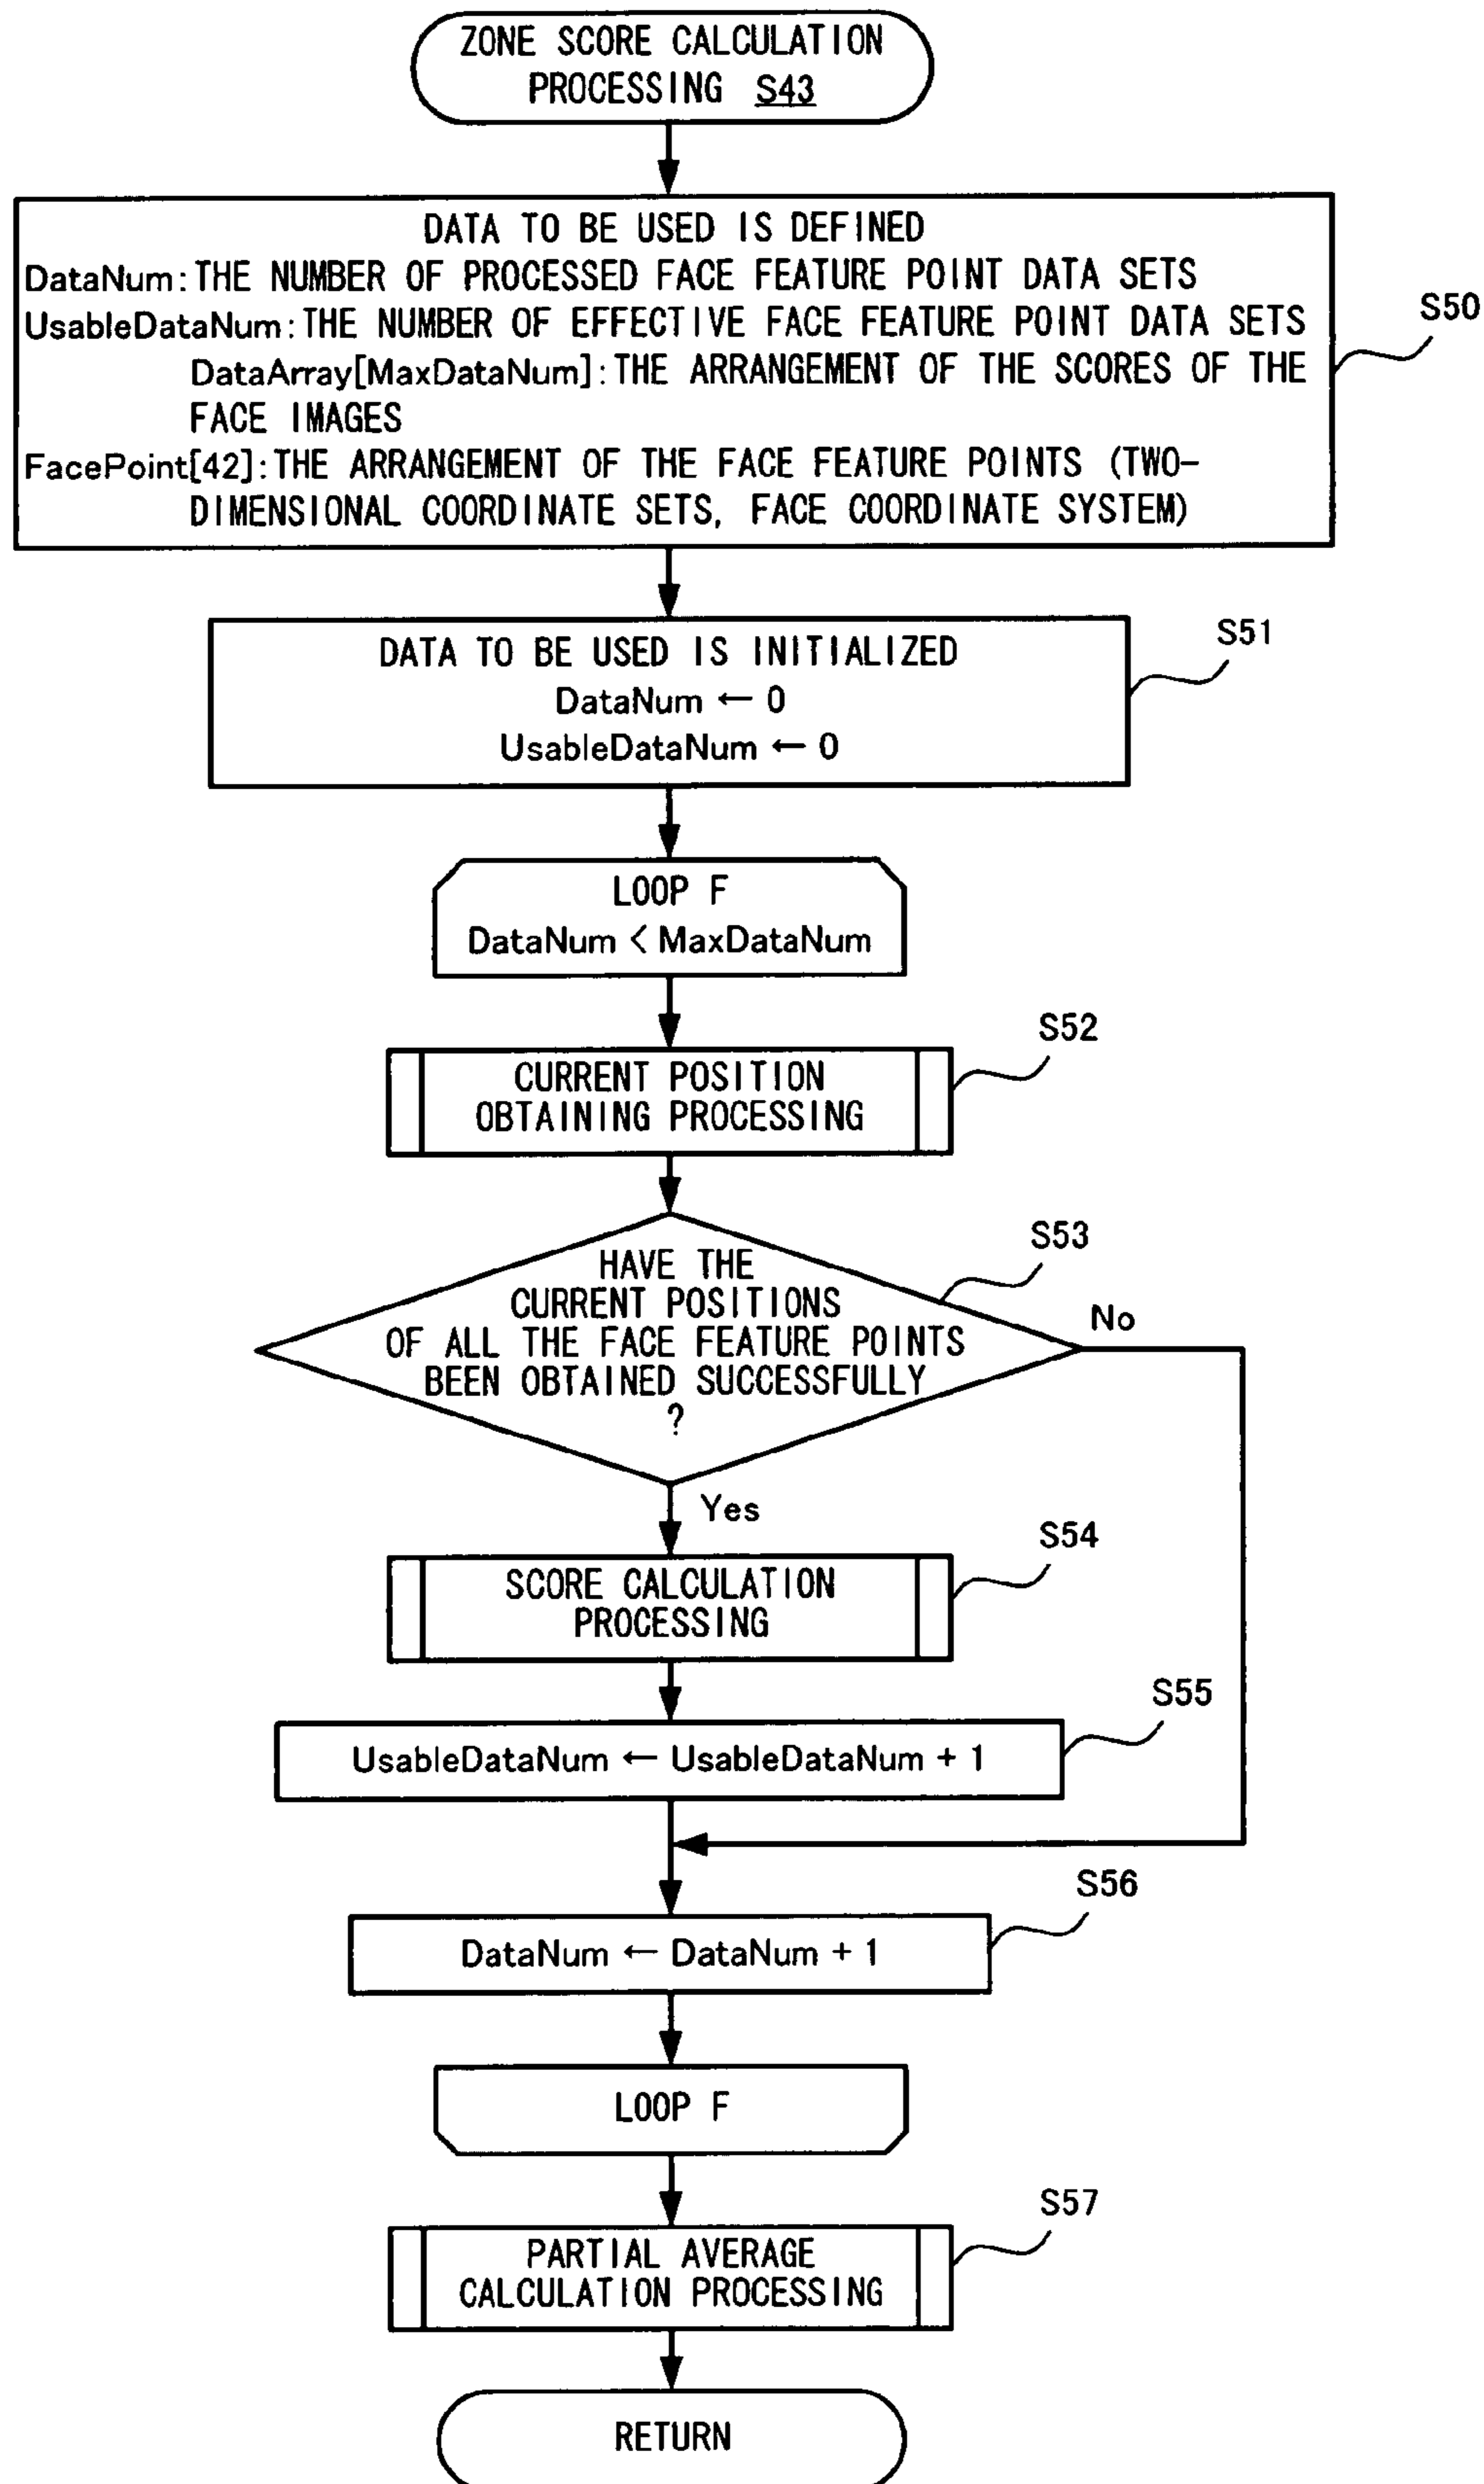 ZONE SCORE CALCULATION
PROCESSING S43
DATA TO BE USED IS DEFINED
DataNum:THE NUMBER OF PROCESSED FACE FEATURE POINT DATA SETS
UsableDataNum:THE NUMBER OF EFFECTIVE FACE FEATURE POINT DATA SETS
DataArray[MaxDataNum]:THE ARRANGEMENT OF THE SCORES OF THE
FACE IMAGES
FacePoint[42]:THE ARRANGEMENT OF THE FACE FEATURE POINTS (TWO-
DIMENSIONAL COORDINATE SETS, FACE COORDINATE SYSTEM)
S50
DATA TO BE USED IS INITIALIZED
DataNum ← 0
UsableDataNum ← 0
S51
LOOP F
DataNum < MaxDataNum
CURRENT POSITION
OBTAINING PROCESSING
S52
HAVE THE
CURRENT POSITIONS
OF ALL THE FACE FEATURE POINTS
BEEN OBTAINED SUCCESSFULLY
?
S53
No
Yes
SCORE CALCULATION
PROCESSING
S54
UsableDataNum ← UsableDataNum + 1
S55
DataNum ← DataNum + 1
S56
LOOP F
PARTIAL AVERAGE
CALCULATION PROCESSING
S57
RETURN